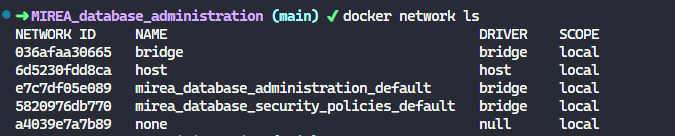 ➜ MIREA_database_administration (main) ✓ docker network ls
NETWORK ID NAME DRIVER SCOPE
036afaa30665 bridge bridge local
6d5230fdd8ca host host local
e7c7df05e089 mirea_database_administration_default bridge local
5820976db770 mirea_database_security_policies_default bridge local
a4039e7a7b89 none null local